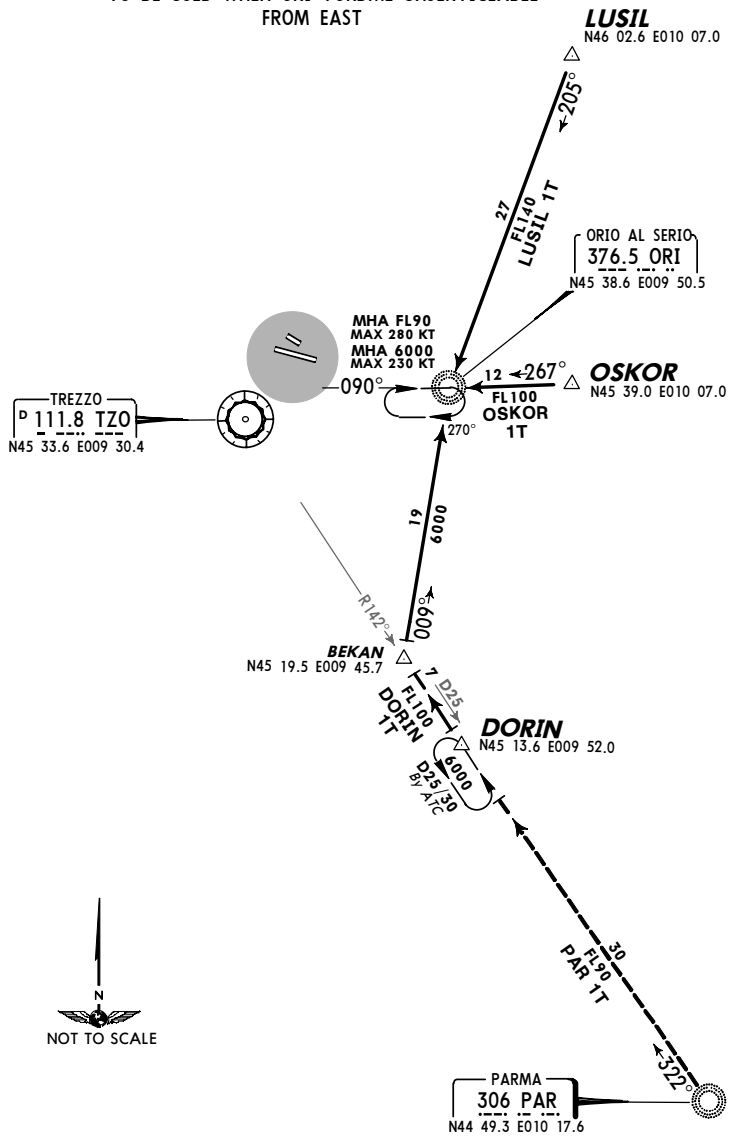 FROM EAST
LUSIL
N46 02.6 E010 07.0
205°
27
FL140
LUSIL 1T
ORIO AL SERIO
376.5 ORI
N45 38.6 E009 50.5
MHA FL90
MAX 280 KT
MHA 6000
MAX 230 KT
090°
12
267°
FL100
OSKOR
1T
OSKOR
N45 39.0 E010 07.0
270°
TREZZO
D 111.8 TZO
N45 33.6 E009 30.4
19
6000
009°
R142°
BEKAN
N45 19.5 E009 45.7
7
D25
FL100
DORIN
1T
DORIN
N45 13.6 E009 52.0
6000
D25/30
By ATC
30
FL90
PAR 1T
N
NOT TO SCALE
322°
PARMA
306 PAR
N44 49.3 E010 17.6